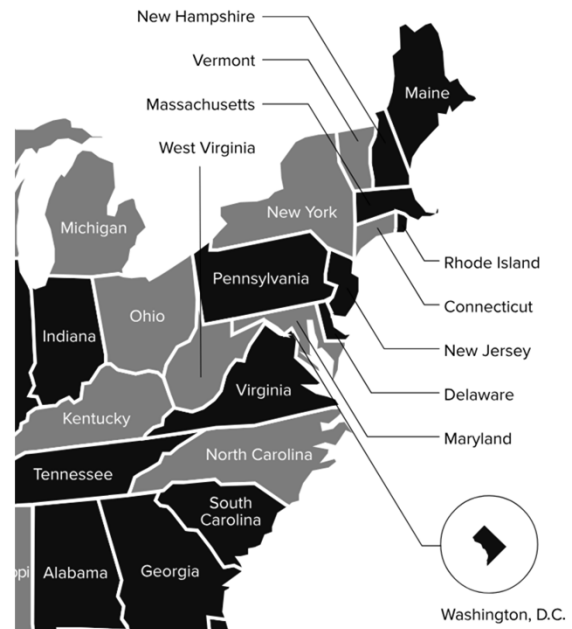 New Hampshire
Vermont
Maine
Massachusetts
West Virginia
Michigan
New York
Rhode Island
Pennsylvania
Connecticut
Ohio
Indiana
New Jersey
Virginia
Delaware
Kentucky
Maryland
North Carolina
Tennessee
South
Carolina
ppi
Alabama
Georgia
Washington, D.C.